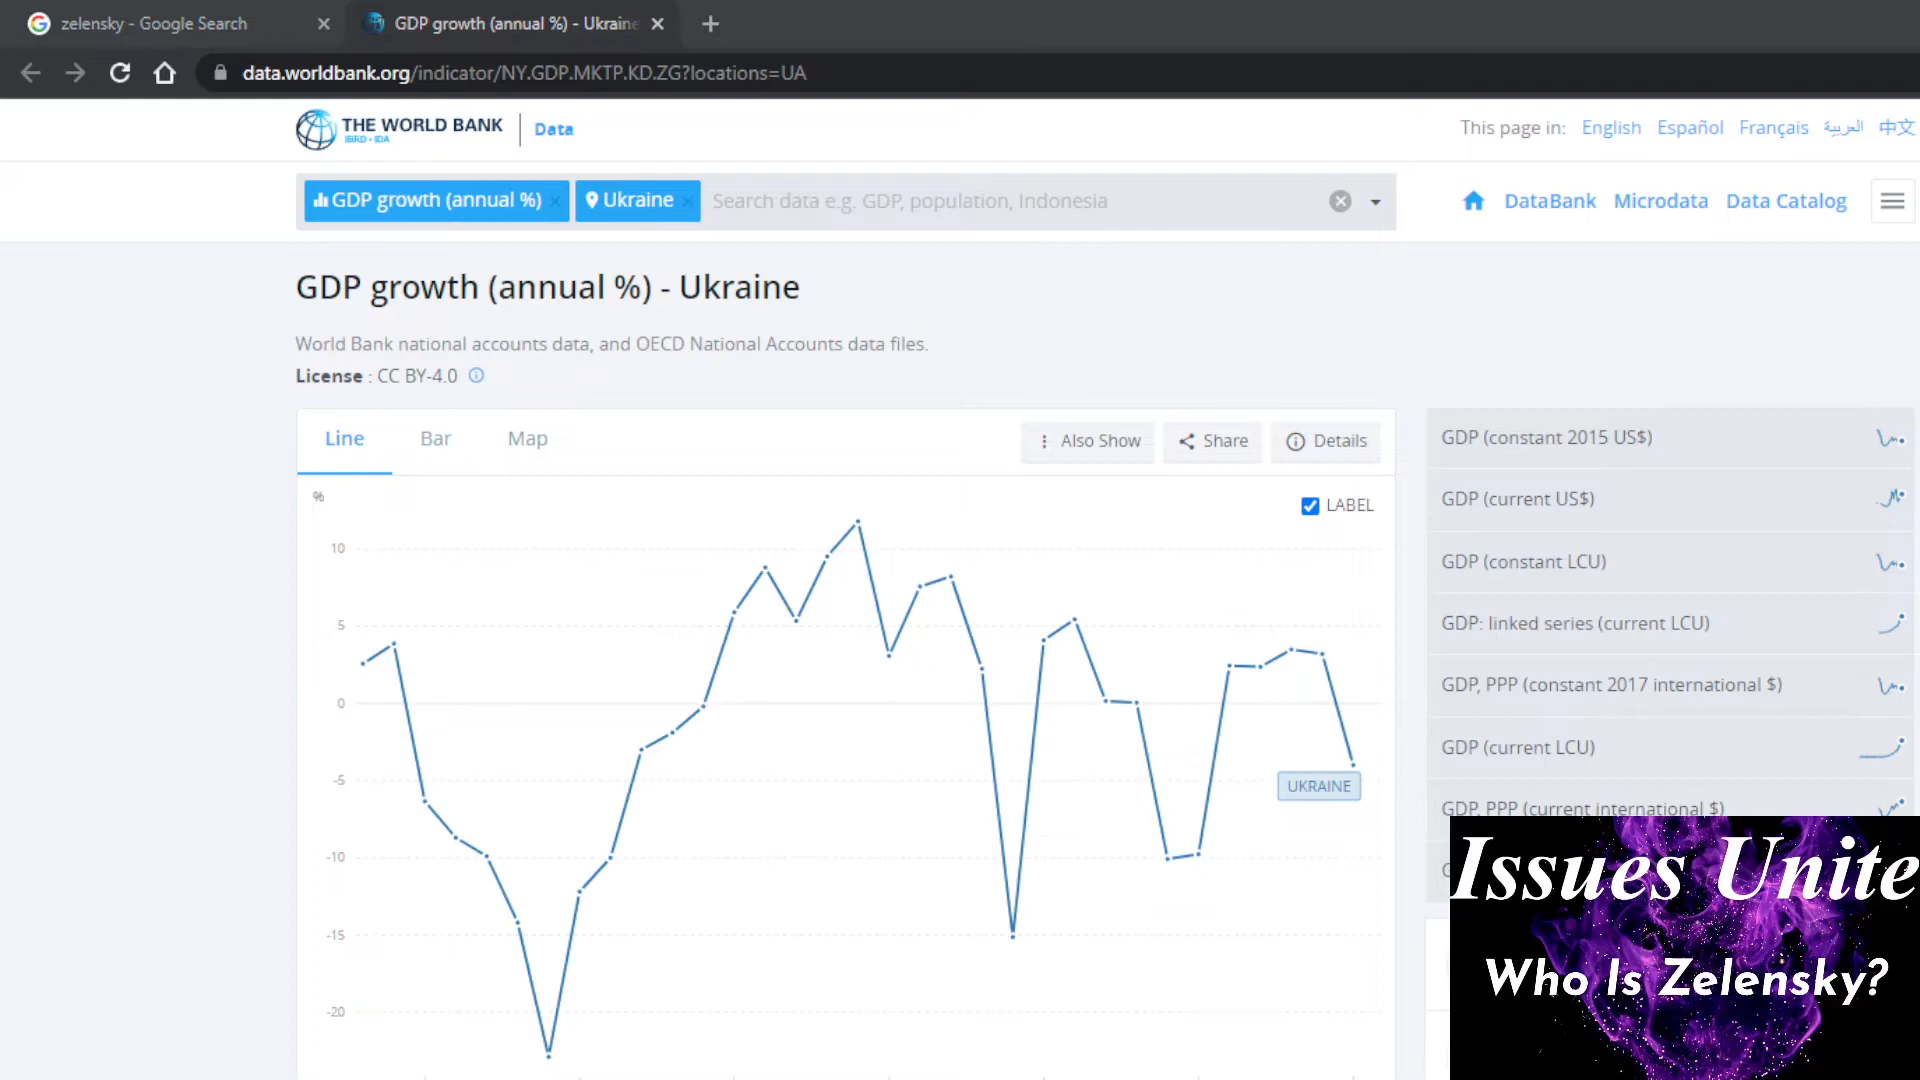 zelensky - Google Search
GDP growth (annual %) - Ukraine
data.worldbank.org/indicator/NY.GDP.MKTP.KD.ZG?locations=UA
THE WORLD BANK
IBRD • IDA
Data
This page in: English Español Français العربية 中文
GDP growth (annual %) × Ukraine × Search data e.g. GDP, population, Indonesia
DataBank Microdata Data Catalog
GDP growth (annual %) - Ukraine
World Bank national accounts data, and OECD National Accounts data files.
License : CC BY-4.0
Line Bar Map
Also Show Share Details
%
LABEL
10
5
0
-5
-10
-15
-20
UKRAINE
GDP (constant 2015 US$)
GDP (current US$)
GDP (constant LCU)
GDP: linked series (current LCU)
GDP, PPP (constant 2017 international $)
GDP (current LCU)
GDP, PPP (current international $)
Issues Unite
Who Is Zelensky?